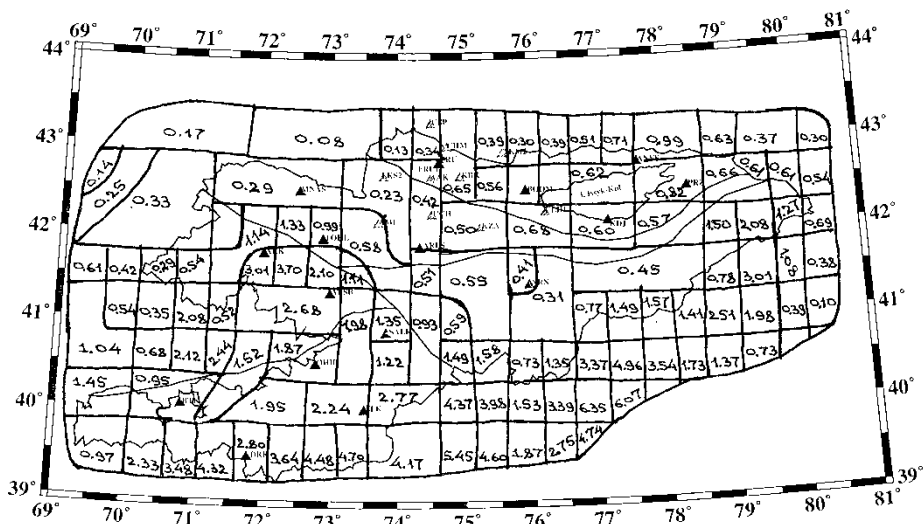 69° 70° 71° 72° 73° 74° 75° 76° 77° 78° 79° 80° 81°
44° 44°
43° 0.17 0.08 0.13 0.34 0.39 0.30 0.39 0.51 0.71 0.99 0.63 0.37 0.30 43°
0.14 0.25 0.33 0.29 0.23 0.42 0.65 0.56 0.62 0.82 0.66 0.61 0.61 0.54
Issyk-Kul
42° 1.14 1.33 0.99 0.58 0.50 0.68 0.60 0.57 1.50 2.08 1.27 0.69 42°
0.61 0.42 0.29 0.54 3.01 3.70 2.10 1.11 0.51 0.55 0.41 0.31 0.45 0.78 3.01 2.08 0.38
41° 0.54 0.35 2.08 0.52 2.68 1.98 1.35 0.93 0.59 0.77 1.49 1.57 1.41 2.51 1.98 0.39 0.10 41°
1.04 0.68 2.12 2.44 1.52 1.87 1.22 1.49 1.58 0.73 1.35 3.37 4.96 3.54 1.73 1.37 0.73
40° 1.45 0.95 1.95 2.24 2.77 4.37 3.98 1.53 3.39 6.35 6.07 40°
0.97 2.33 3.48 4.32 2.80 3.64 4.48 4.70 4.17 5.45 4.60 1.87 2.75 4.74
39° 39°
69° 70° 71° 72° 73° 74° 75° 76° 77° 78° 79° 80° 81°